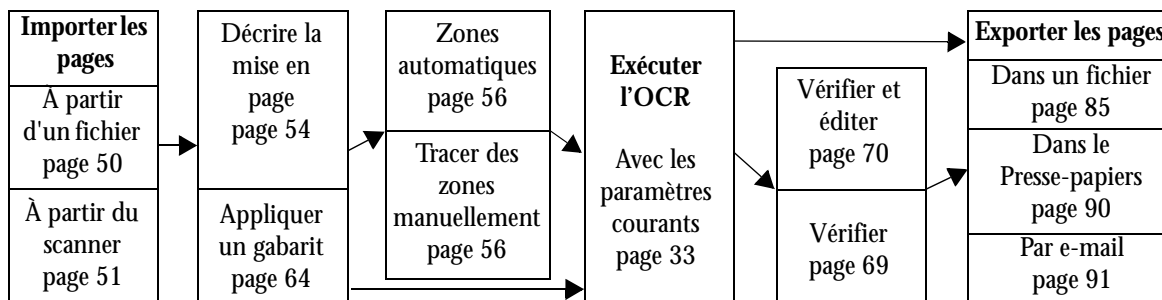 Importer les
pages
À partir
d'un fichier
page 50
À partir du
scanner
page 51
Décrire la
mise en
page
page 54
Appliquer
un gabarit
page 64
Zones
automatiques
page 56
Tracer des
zones
manuellement
page 56
Exécuter
l'OCR
Avec les
paramètres
courants
page 33
Vérifier et
éditer
page 70
Vérifier
page 69
Exporter les pages
Dans un fichier
page 85
Dans le
Presse-papiers
page 90
Par e-mail
page 91